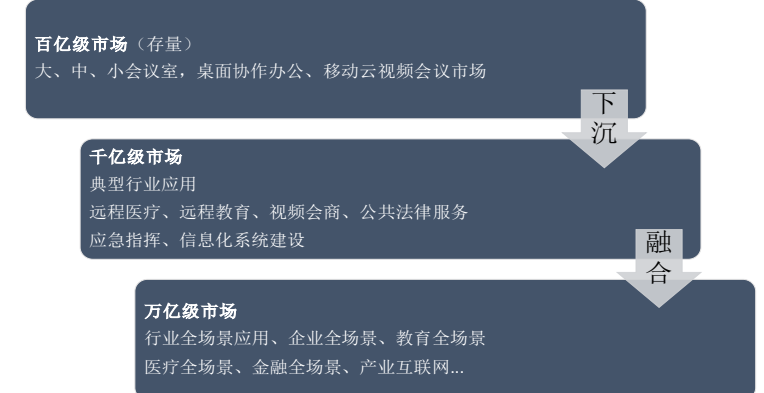 百亿级市场（存量）
大、中、小会议室，桌面协作办公、移动云视频会议市场
下沉
千亿级市场
典型行业应用
远程医疗、远程教育、视频会商、公共法律服务
应急指挥、信息化系统建设
融合
万亿级市场
行业全场景应用、企业全场景、教育全场景
医疗全场景、金融全场景、产业互联网...